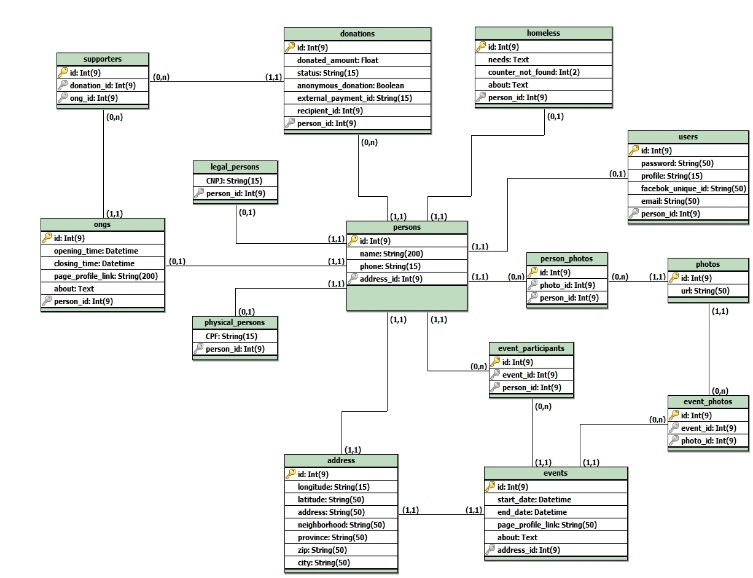 donations
id: Int(9)
donated_amount: Float
status: String(15)
anonymous_donation: Boolean
external_payment_id: String(15)
recipient_id: Int(9)
person_id: Int(9)
homeless
id: Int(9)
needs: Text
counter_not_found: Int(2)
about: Text
person_id: Int(9)
supporters
id: Int(9)
donation_id: Int(9)
ong_id: Int(9)
(0,n)
(1,1)
(0,n)
(0,n)
(0,1)
users
id: Int(9)
password: String(50)
profile: String(15)
facebok_unique_id: String(50)
email: String(50)
person_id: Int(9)
(0,1)
legal_persons
CNPJ: String(15)
person_id: Int(9)
(0,1)
(1,1)
ongs
id: Int(9)
opening_time: Datetime
closing_time: Datetime
page_profile_link: String(200)
about: Text
person_id: Int(9)
(0,1)
(1,1)
(1,1)
persons
id: Int(9)
name: String(200)
phone: String(15)
address_id: Int(9)
(1,1)
(1,1)
(1,1)
(1,1)
(1,1)
(0,n)
person_photos
id: Int(9)
photo_id: Int(9)
person_id: Int(9)
(0,n)
(1,1)
photos
id: Int(9)
url: String(50)
(1,1)
(0,1)
physical_persons
CPF: String(15)
person_id: Int(9)
(1,1)
(1,1)
event_participants
id: Int(9)
event_id: Int(9)
person_id: Int(9)
(0,n)
(0,n)
(0,n)
event_photos
id: Int(9)
event_id: Int(9)
photo_id: Int(9)
(0,n)
(1,1)
address
id: Int(9)
longitude: String(15)
latitude: String(50)
address: String(50)
neighborhood: String(50)
province: String(50)
zip: String(50)
city: String(50)
(1,1)
(1,1)
(1,1)
(1,1)
events
id: Int(9)
start_date: Datetime
end_date: Datetime
page_profile_link: String(50)
about: Text
address_id: Int(9)